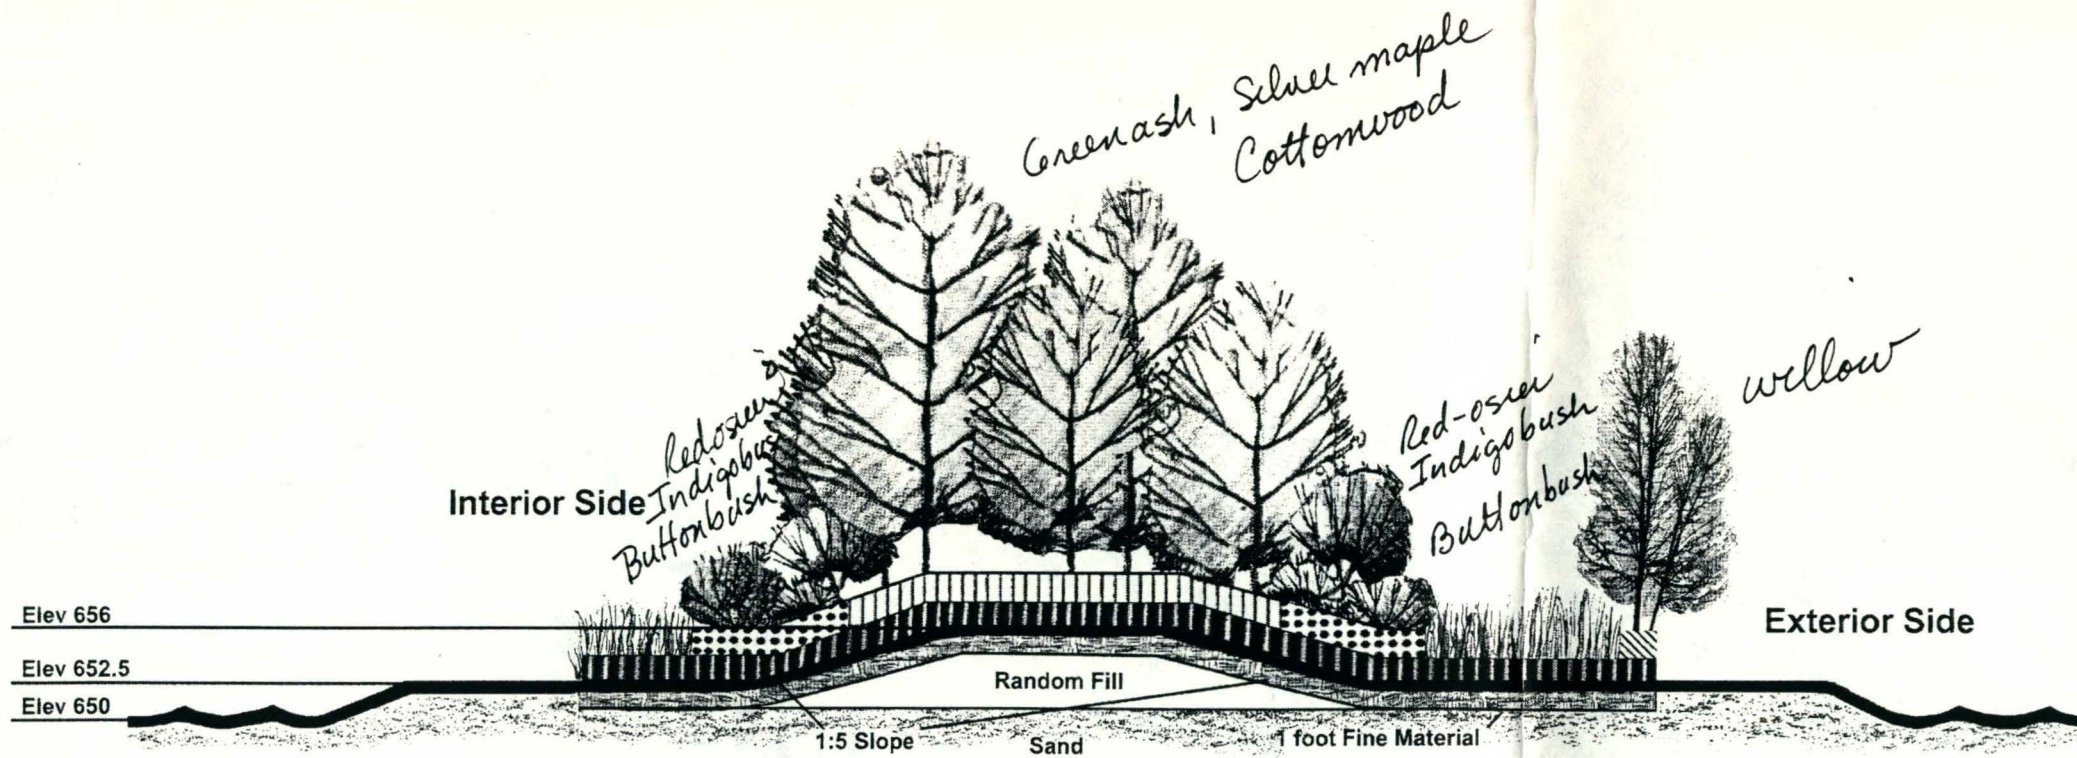 Greenash, Silver maple
Cottonwood
willow
Redosier
Indigobus
Buttonbush
Red-osier
Indigobush
Buttonbush
Interior Side
Exterior Side
Elev 656
Elev 652.5
Elev 650
Random Fill
1:5 Slope
Sand
1 foot Fine Material